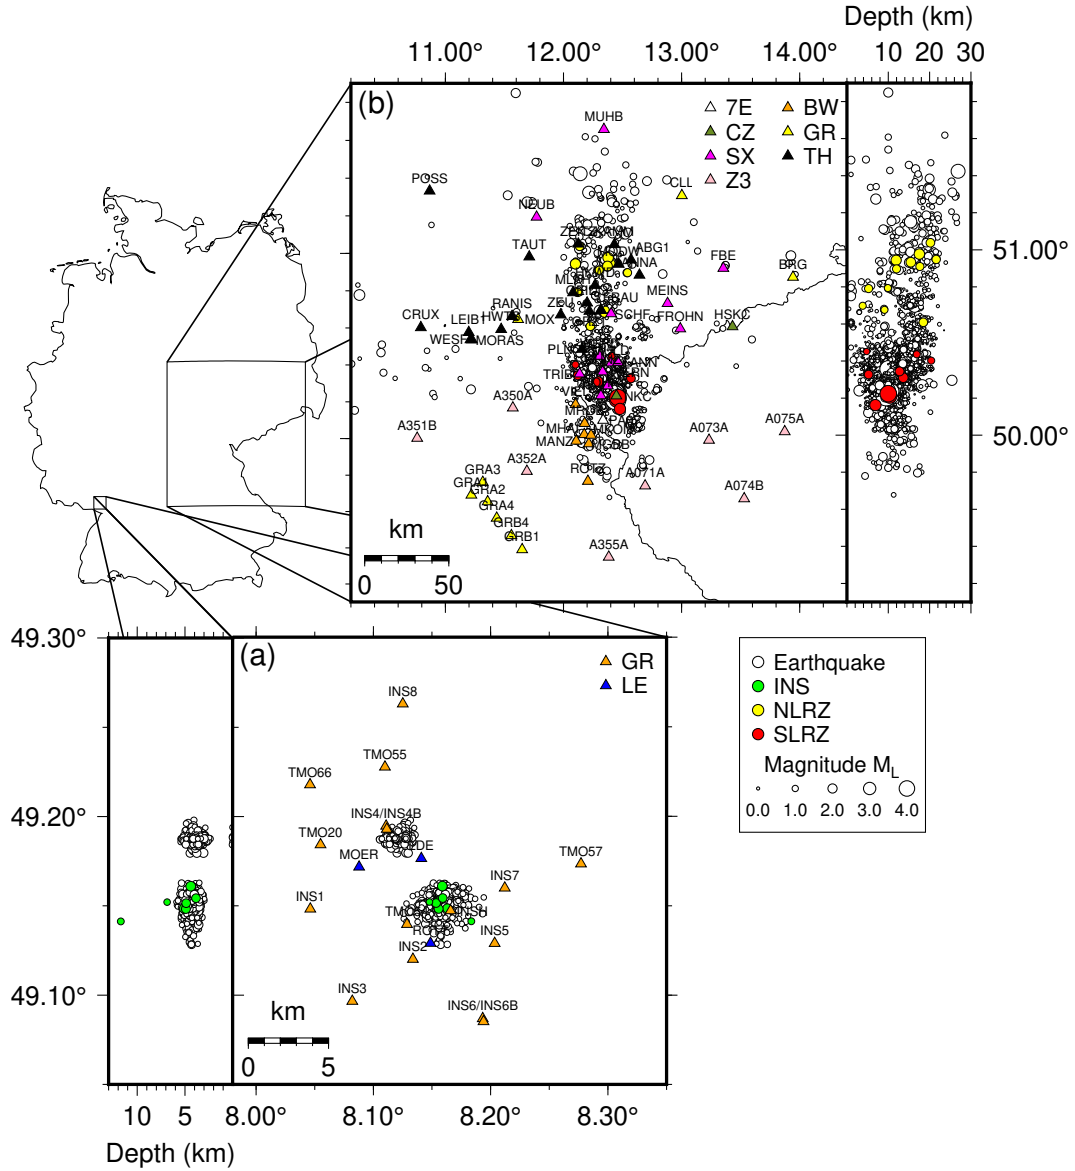 Depth (km)
11.00° 12.00° 13.00° 14.00° 10 20 30
(b)
7E BW
CZ GR
SX TH
Z3
MUHB
POSS
CLL
NEUB
TAUT
ABG1
FBE
BRG
51.00°
MEINS
RANIS
CRUX
LEIB
MOX
FROHN
HSKC
WESF
MORAS
A350A
A351B
A073A
A075A
50.00°
MANZ
A352A
ROTZ
A071A
A074B
GRA3
GRA2
GRA4
GRB4
GRB1
A355A
km
0 50
49.30°
(a)
GR
LE
INS8
TMO55
TMO66
49.20°
INS4/INS4B
TMO20
MOER
TMO57
INS7
INS1
INS5
INS2
49.10°
INS3
INS6/INS6B
km
0 5
10 5 8.00° 8.10° 8.20° 8.30°
Depth (km)
Earthquake
INS
NLRZ
SLRZ
Magnitude M_L
0.0 1.0 2.0 3.0 4.0